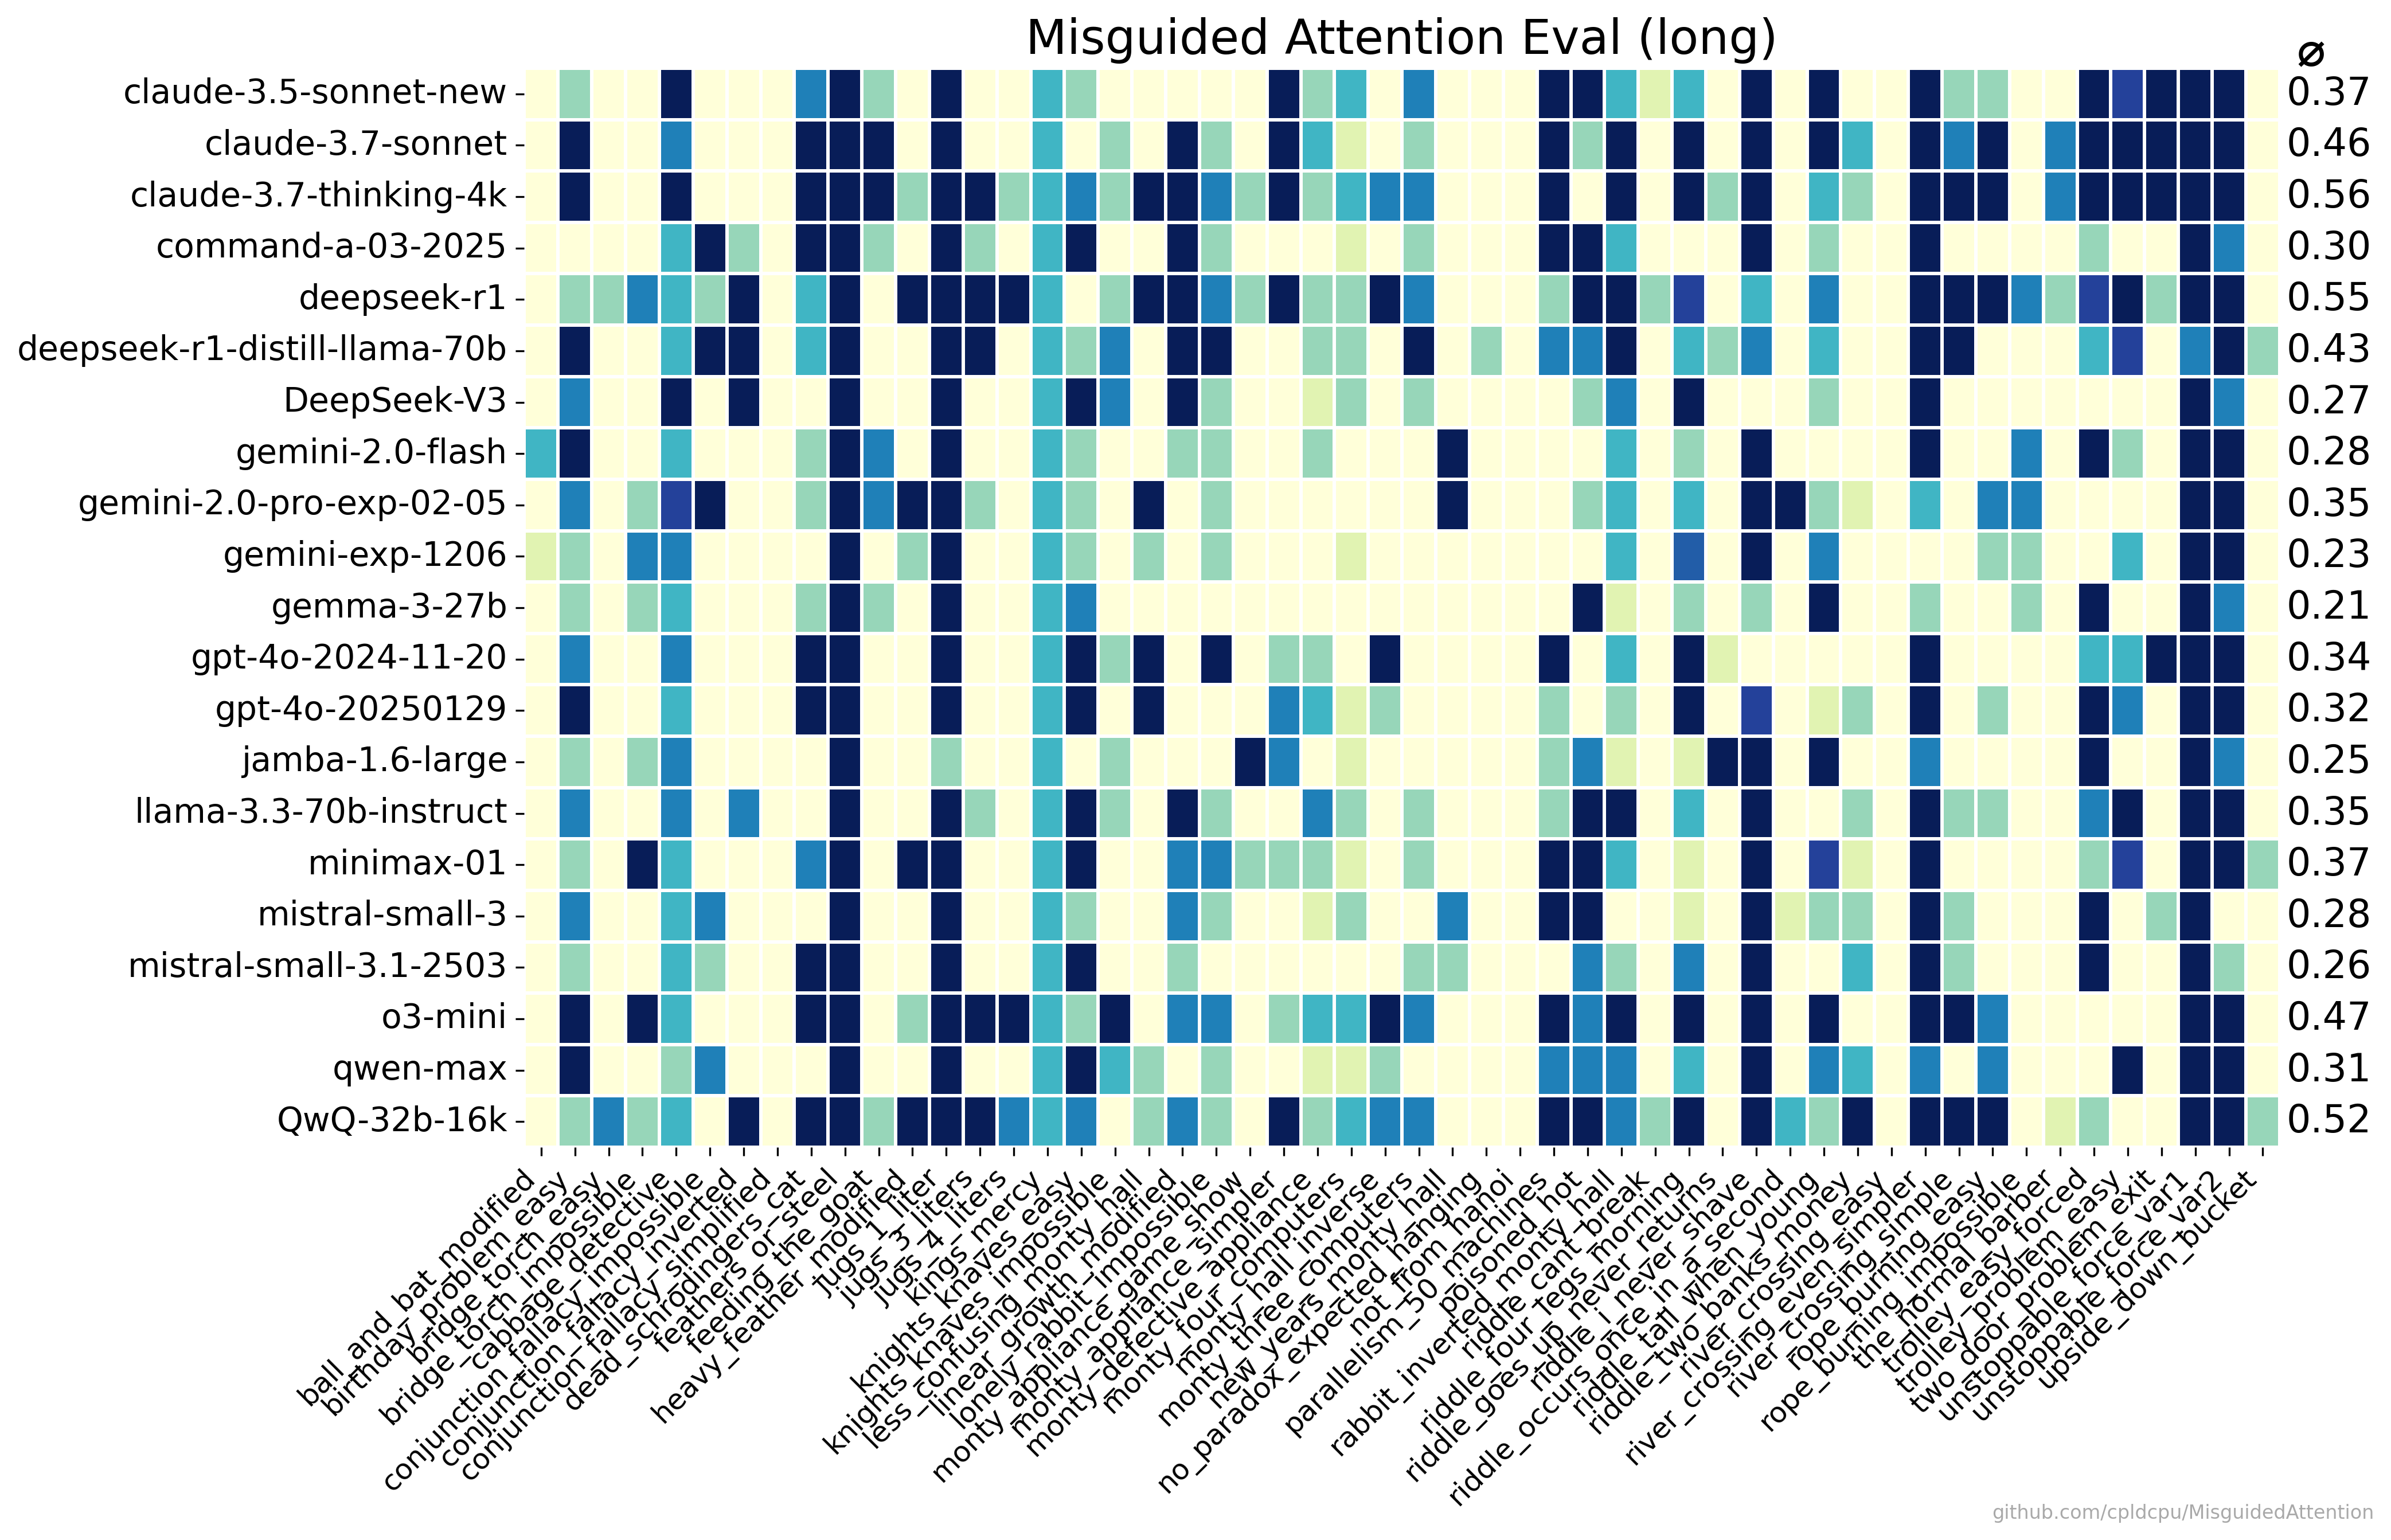 Misguided Attention Eval (long)
⌀
claude-3.5-sonnet-new 0.37
claude-3.7-sonnet 0.46
claude-3.7-thinking-4k 0.56
command-a-03-2025 0.30
deepseek-r1 0.55
deepseek-r1-distill-llama-70b 0.43
DeepSeek-V3 0.27
gemini-2.0-flash 0.28
gemini-2.0-pro-exp-02-05 0.35
gemini-exp-1206 0.23
gemma-3-27b 0.21
gpt-4o-2024-11-20 0.34
gpt-4o-20250129 0.32
jamba-1.6-large 0.25
llama-3.3-70b-instruct 0.35
minimax-01 0.37
mistral-small-3 0.28
mistral-small-3.1-2503 0.26
o3-mini 0.47
qwen-max 0.31
QwQ-32b-16k 0.52
ball_and_bat_modified
birthday_problem_easy
bridge_torch_easy
bridge_torch_impossible
cabbage_detective
conjunction_fallacy_impossible
conjunction_fallacy_inverted
conjunction_fallacy_simplified
dead_schrodingers_cat
feathers_or_steel
feeding_the_goat
heavy_feather_modified
jugs_1_liter
jugs_3_liters
jugs_4_liters
kings_mercy
knights_knaves_easy
knights_knaves_impossible
less_confusing_monty_hall
linear_growth_modified
lonely_rabbit_impossible
monty_appliance_game_show
monty_appliance_simpler
monty_defective_appliance
monty_four_computers
monty_hall_inverse
monty_three_computers
new_years_monty_hall
no_paradox_expected_hanging
not_from_hanoi
parallelism_50_machines
poisoned_hot
rabbit_inverted_monty_hall
riddle_cant_break
riddle_four_legs_morning
riddle_goes_up_never_returns
riddle_i_never_shave
riddle_occurs_once_in_a_second
riddle_tall_when_young
riddle_two_banks_money
river_crossing_easy
river_crossing_even_simpler
river_crossing_simple
rope_burning_easy
rope_burning_impossible
the_normal_barber
trolley_easy_forced
trolley_problem_easy
two_door_problem_exit
unstoppable_force_var1
unstoppable_force_var2
upside_down_bucket
github.com/cpldcpu/MisguidedAttention